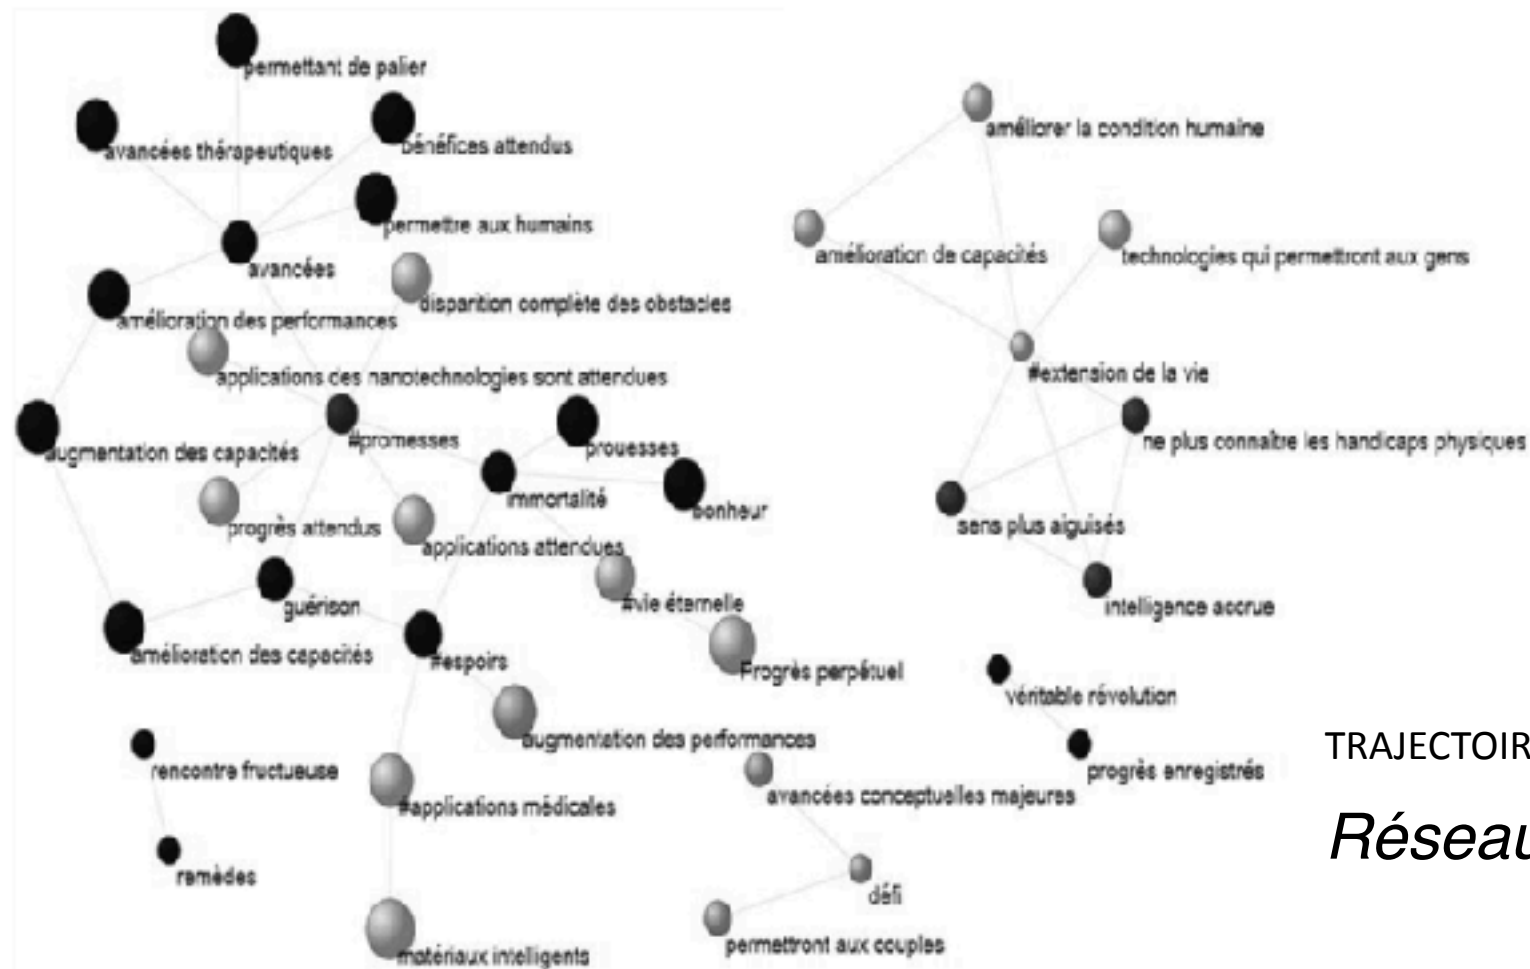 permettant de palier
avancées thérapeutiques
bénéfices attendus
permettre aux humains
avancées
disparition complète des obstacles
amélioration des performances
applications des nanotechnologies sont attendues
#promesses
augmentation des capacités
prouesses
immortalité
bonheur
progrès attendus
applications attendues
#vie éternelle
guérison
amélioration des capacités
#espoirs
Progrès perpétuel
augmentation des performances
rencontre fructueuse
#applications médicales
remèdes
matériaux intelligents
améliorer la condition humaine
amélioration de capacités
technologies qui permettront aux gens
#extension de la vie
ne plus connaître les handicaps physiques
sens plus aiguisés
intelligence accrue
véritable révolution
progrès enregistrés
avancées conceptuelles majeures
défi
permettront aux couples
TRAJECTOIR
Réseau